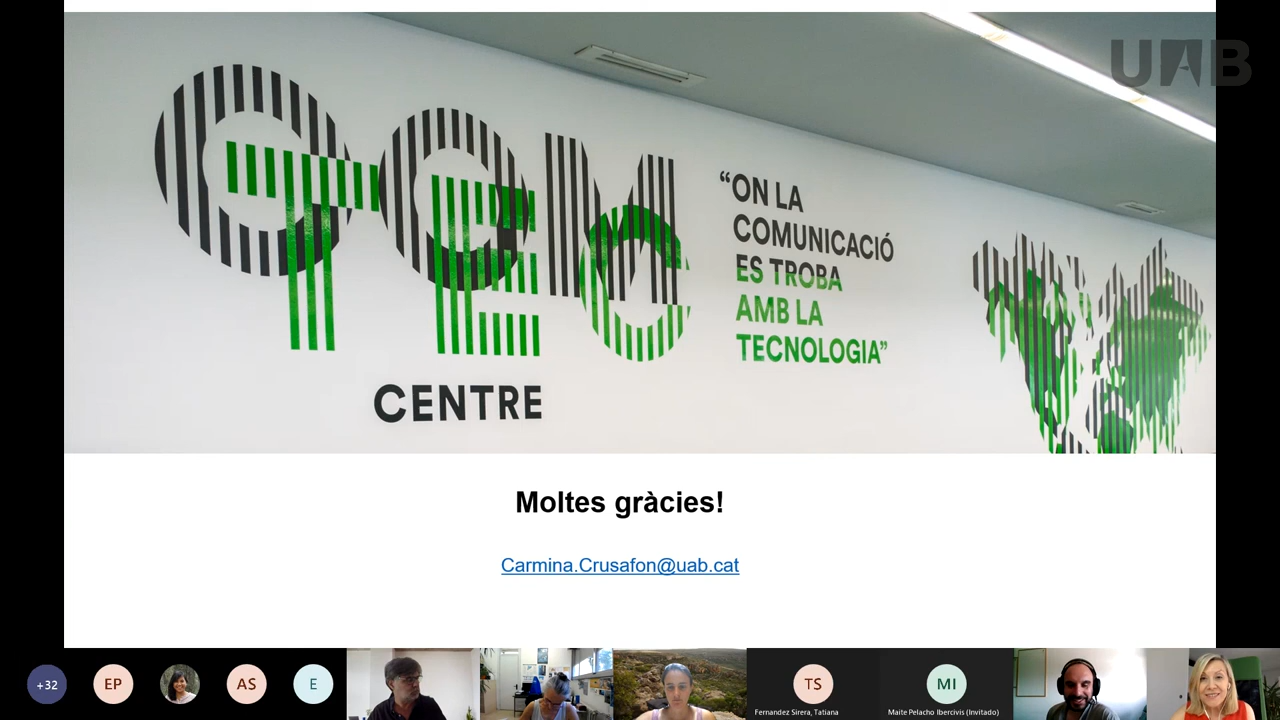 UAB
CENTRE
“ON LA
COMUNICACIÓ
ES TROBA
AMB LA
TECNOLOGIA”
Moltes gràcies!
Carmina.Crusafon@uab.cat
+32
EP
AS
E
TS
Fernandez Sirera, Tatiana
MI
Maite Pelacho Ibercivis (Invitado)